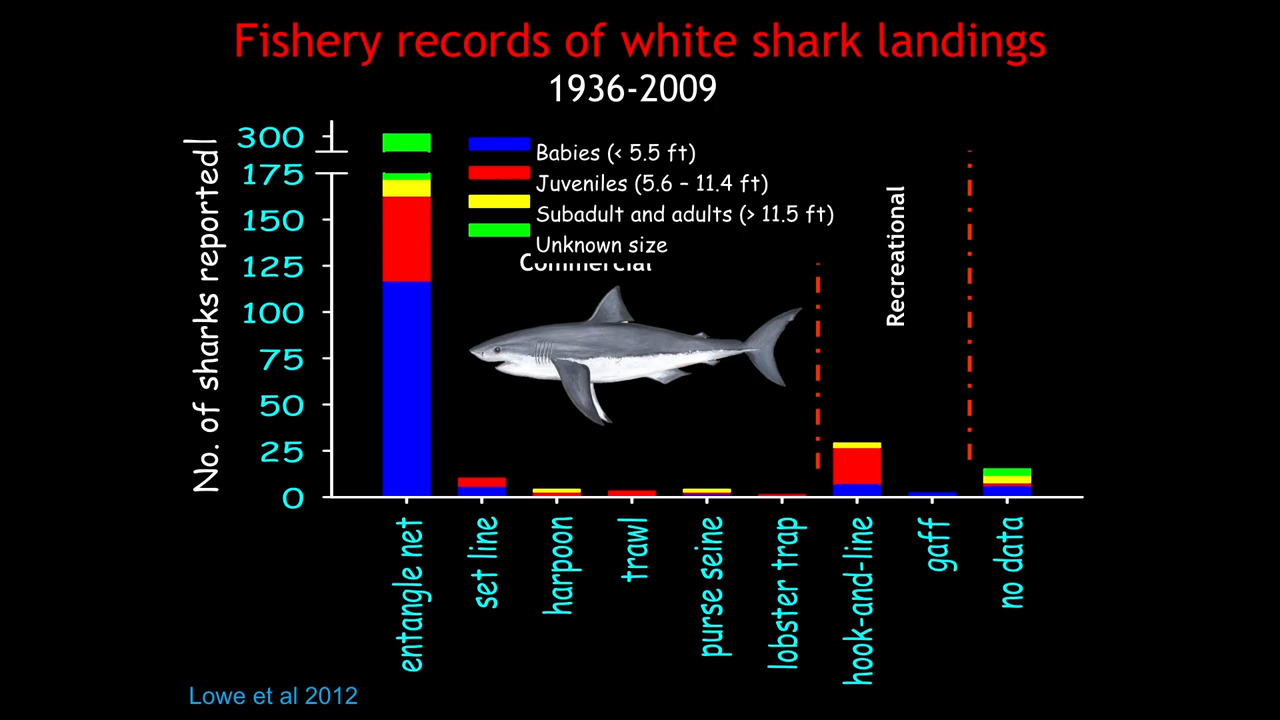 Fishery records of white shark landings
1936-2009
No. of sharks reported
300
175
150
125
100
75
50
25
0
Babies (< 5.5 ft)
Juveniles (5.6 – 11.4 ft)
Subadult and adults (> 11.5 ft)
Unknown size
Commercial
Recreational
entangle net
set line
harpoon
trawl
purse seine
lobster trap
hook-and-line
gaff
no data
Lowe et al 2012